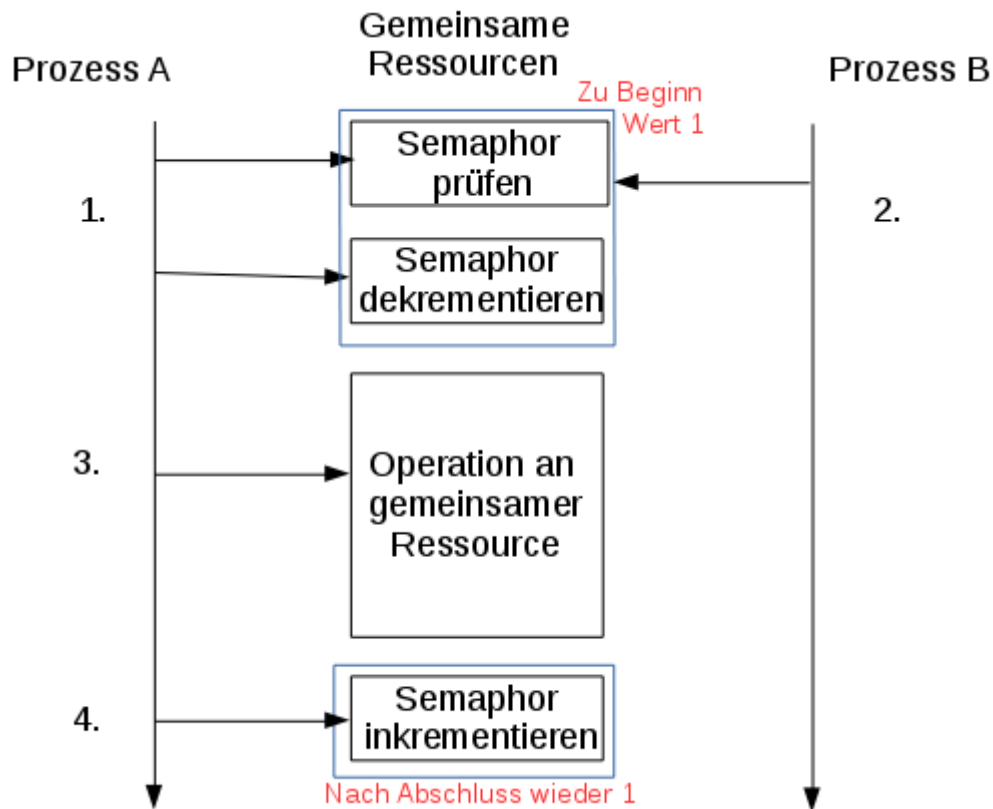 Gemeinsame
Ressourcen
Prozess A
Prozess B
Zu Beginn
Wert 1
Semaphor
prüfen
1.
2.
Semaphor
dekrementieren
3.
Operation an
gemeinsamer
Ressource
4.
Semaphor
inkrementieren
Nach Abschluss wieder 1